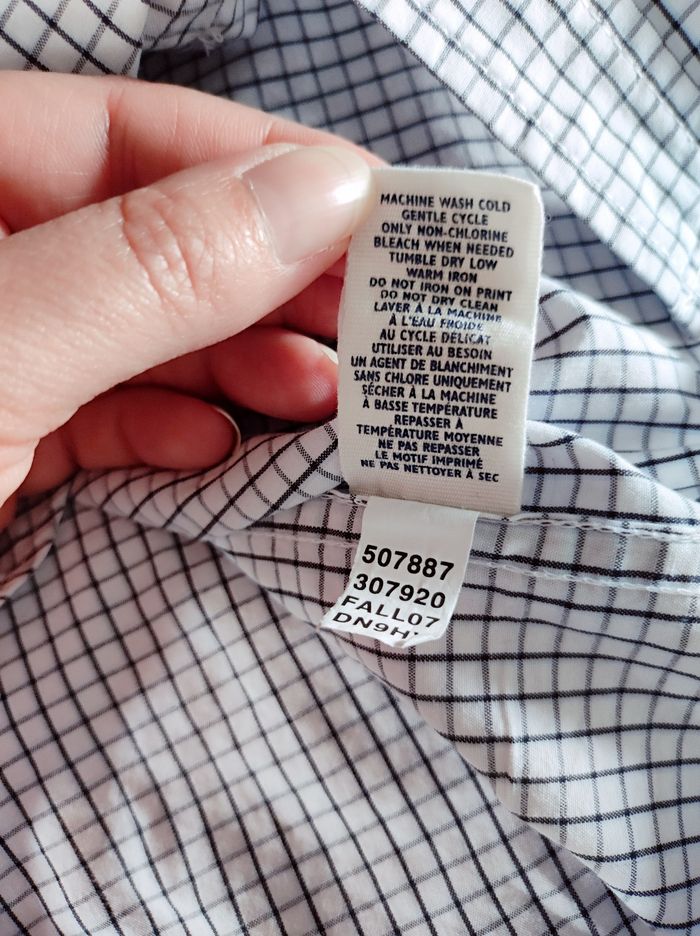 MACHINE WASH COLD
GENTLE CYCLE
ONLY NON-CHLORINE
BLEACH WHEN NEEDED
TUMBLE DRY LOW
WARM IRON
DO NOT IRON ON PRINT
DO NOT DRY CLEAN
LAVER À LA MACHINE
À L'EAU FROIDE
AU CYCLE DÉLICAT
UTILISER AU BESOIN
UN AGENT DE BLANCHIMENT
SANS CHLORE UNIQUEMENT
SÉCHER À LA MACHINE
À BASSE TEMPÉRATURE
REPASSER À
TEMPÉRATURE MOYENNE
NE PAS REPASSER
LE MOTIF IMPRIMÉ
NE PAS NETTOYER À SEC
507887
307920
FALL07